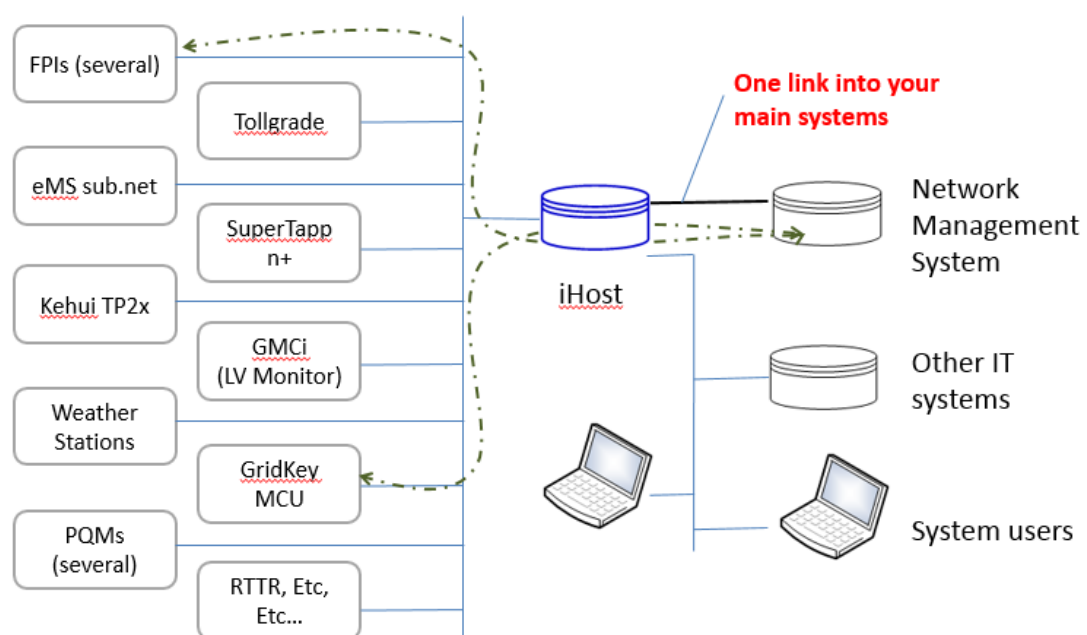 FPIs (several)
Tollgrade
eMS sub.net
SuperTapp
n+
Kehui TP2x
GMCi
(LV Monitor)
Weather
Stations
GridKey
MCU
PQMs
(several)
RTTR, Etc,
Etc...
iHost
One link into your
main systems
Network
Management
System
Other IT
systems
System users